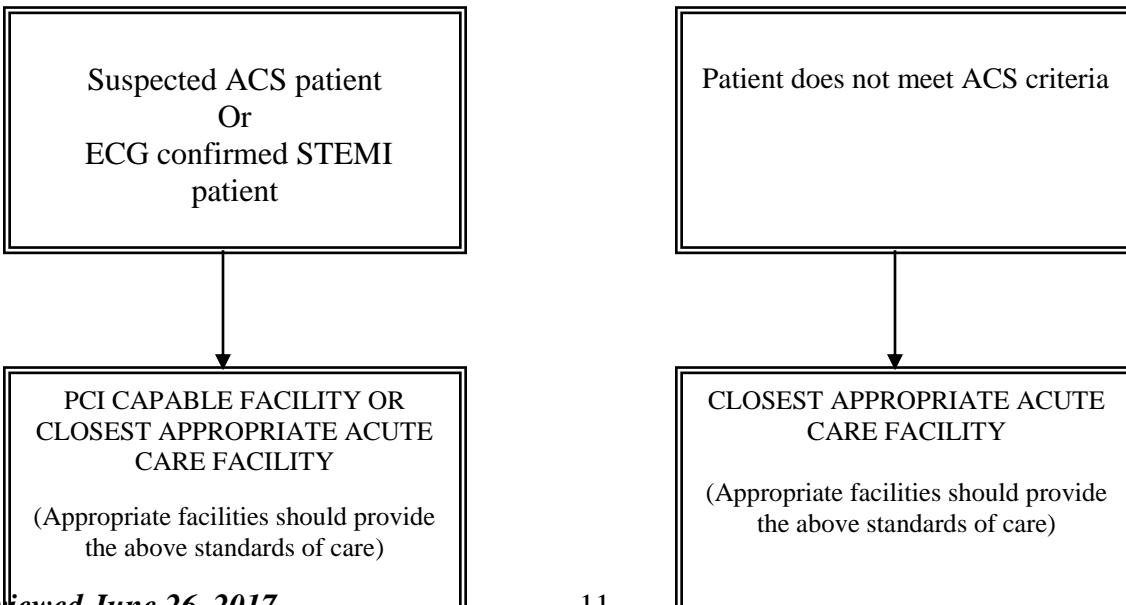 Suspected ACS patient
Or
ECG confirmed STEMI
patient
Patient does not meet ACS criteria
PCI CAPABLE FACILITY OR
CLOSEST APPROPRIATE ACUTE
CARE FACILITY
(Appropriate facilities should provide
the above standards of care)
CLOSEST APPROPRIATE ACUTE
CARE FACILITY
(Appropriate facilities should provide
the above standards of care)
June 26, 2017
11